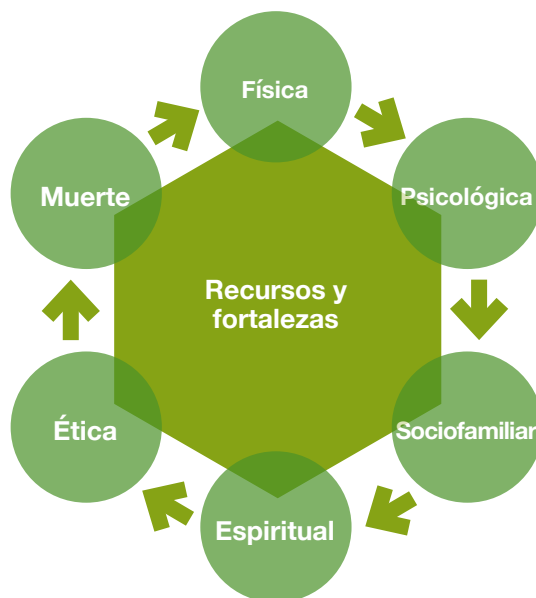 Física
Psicológica
Sociofamiliar
Espiritual
Ética
Muerte
Recursos y
fortalezas